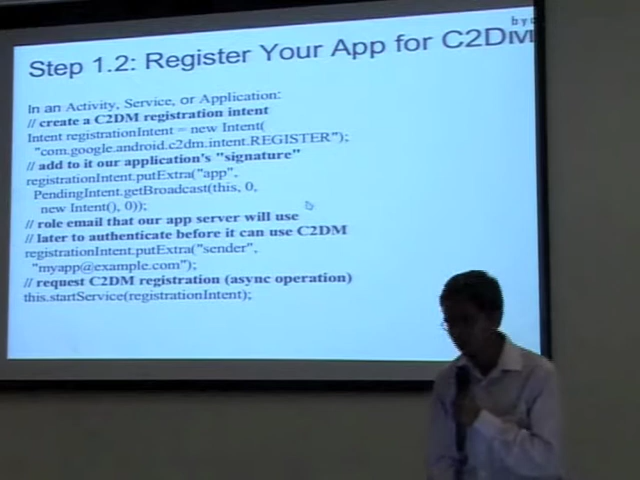 byo
Step 1.2: Register Your App for C2DM
In an Activity, Service, or Application:
// create a C2DM registration intent
Intent registrationIntent = new Intent(
"com.google.android.c2dm.intent.REGISTER");
// add to it our application's "signature"
registrationIntent.putExtra("app",
PendingIntent.getBroadcast(this, 0,
new Intent(), 0));
// role email that our app server will use
// later to authenticate before it can use C2DM
registrationIntent.putExtra("sender",
"myapp@example.com");
// request C2DM registration (async operation)
this.startService(registrationIntent);